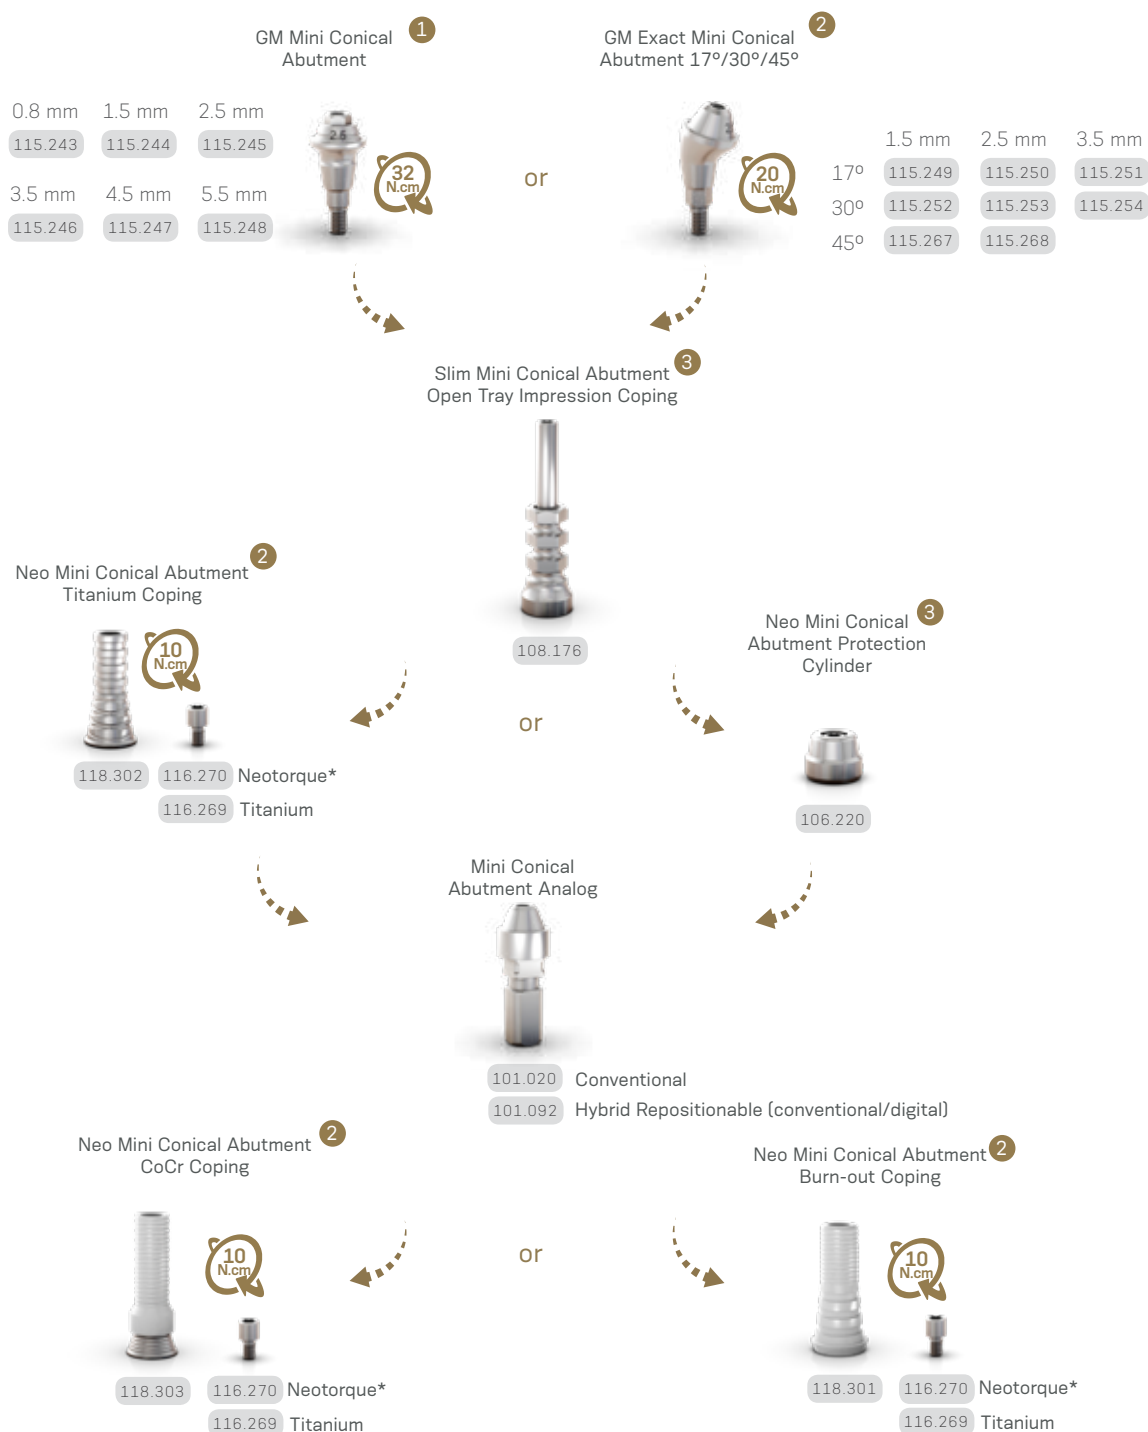 GM Mini Conical
Abutment
1
GM Exact Mini Conical
Abutment 17º/30º/45º
2
0.8 mm 1.5 mm 2.5 mm
115.243 115.244 115.245
3.5 mm 4.5 mm 5.5 mm
115.246 115.247 115.248
2.5
32
N.cm
or
20
N.cm
1.5 mm 2.5 mm 3.5 mm
17º 115.249 115.250 115.251
30º 115.252 115.253 115.254
45º 115.267 115.268
Slim Mini Conical Abutment
Open Tray Impression Coping
3
108.176
Neo Mini Conical Abutment
Titanium Coping
2
10
N.cm
118.302 116.270 Neotorque*
116.269 Titanium
or
Neo Mini Conical
Abutment Protection
Cylinder
3
106.220
Mini Conical
Abutment Analog
101.020 Conventional
101.092 Hybrid Repositionable (conventional/digital)
Neo Mini Conical Abutment
CoCr Coping
2
10
N.cm
118.303 116.270 Neotorque*
116.269 Titanium
or
Neo Mini Conical Abutment
Burn-out Coping
2
10
N.cm
118.301 116.270 Neotorque*
116.269 Titanium